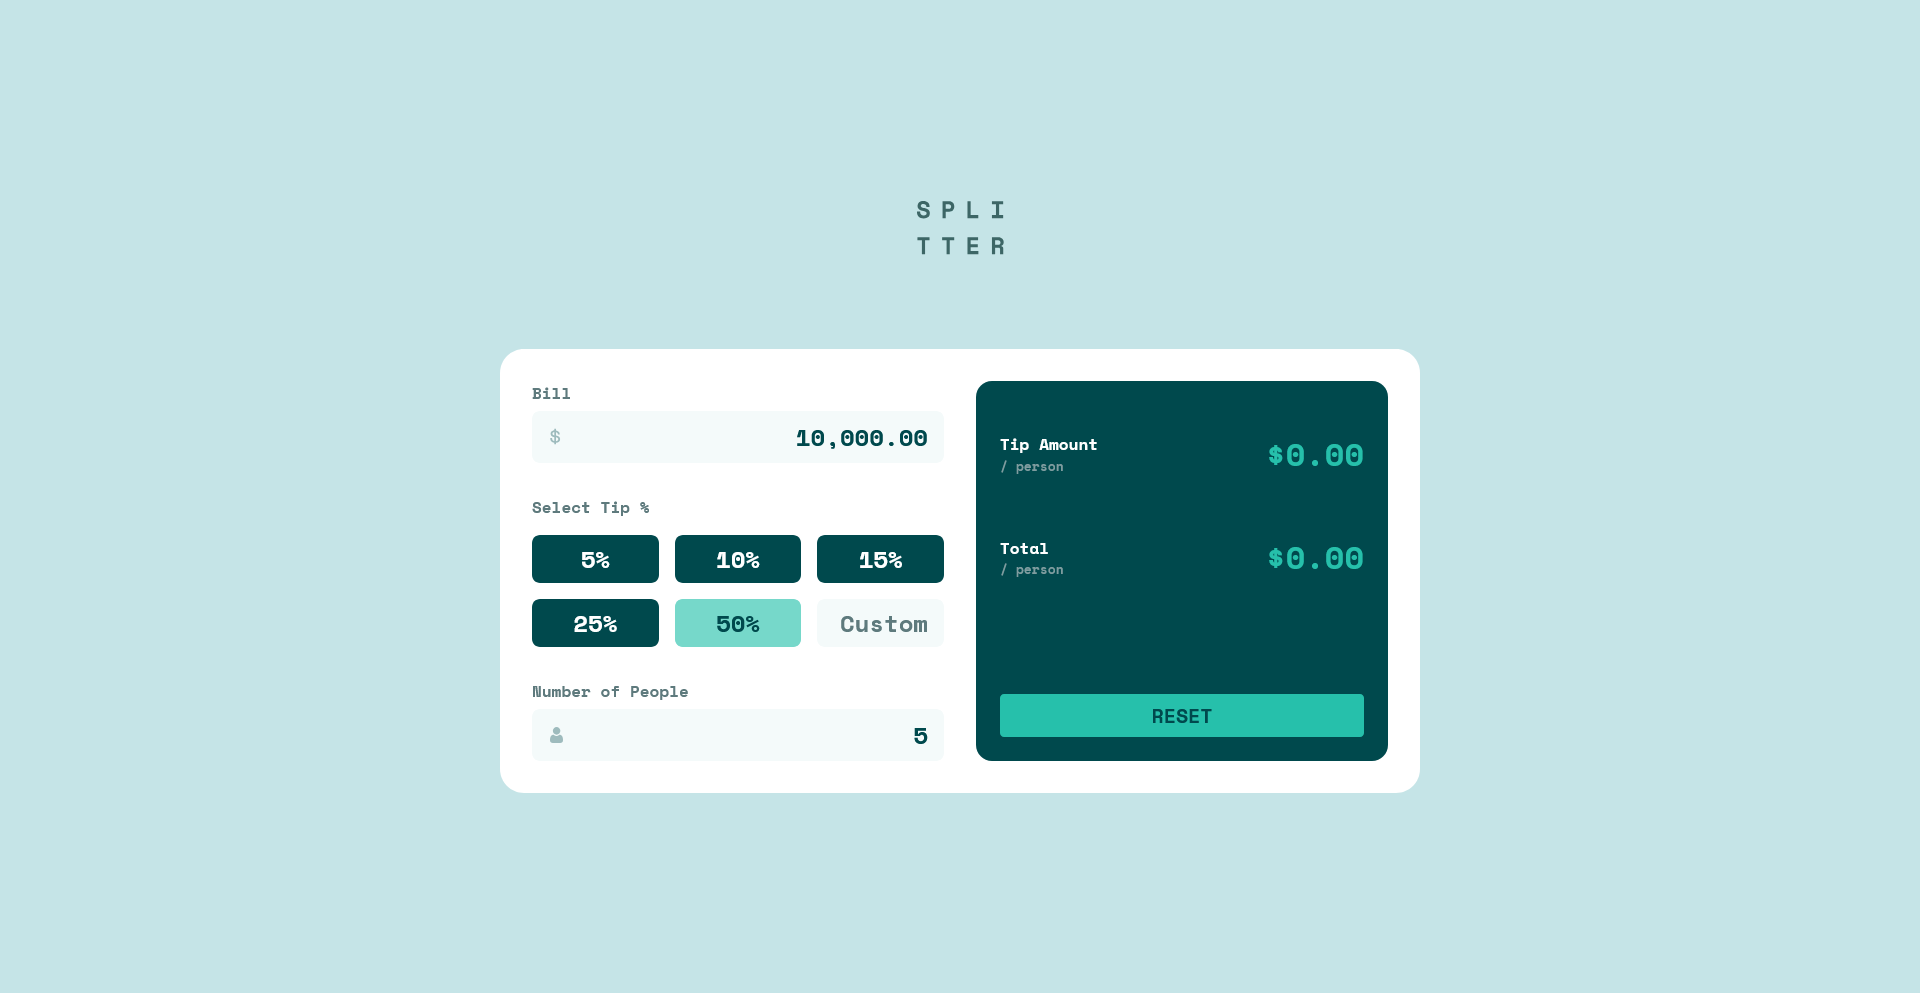 SPLI
TTER
Bill
$ 10,000.00
Select Tip %
5% 10% 15%
25% 50% Custom
Number of People
5
Tip Amount
/ person
$0.00
Total
/ person
$0.00
RESET